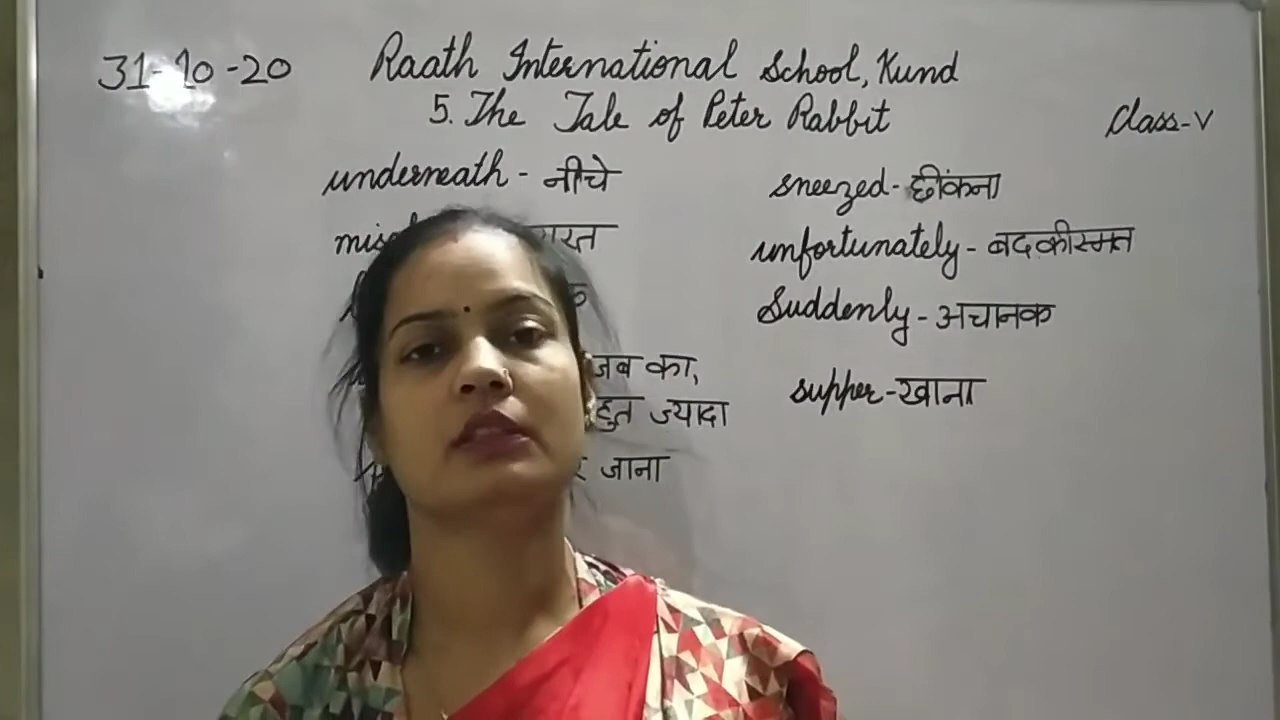 31-10-20 Raath International School, Kund
5. The Tale of Peter Rabbit Class-V
underneath - नीचे
जब का,
ज्यादा
जाना
sneezed - छींकना
unfortunately - बदकीस्मत
Suddenly - अचानक
supper - खाना